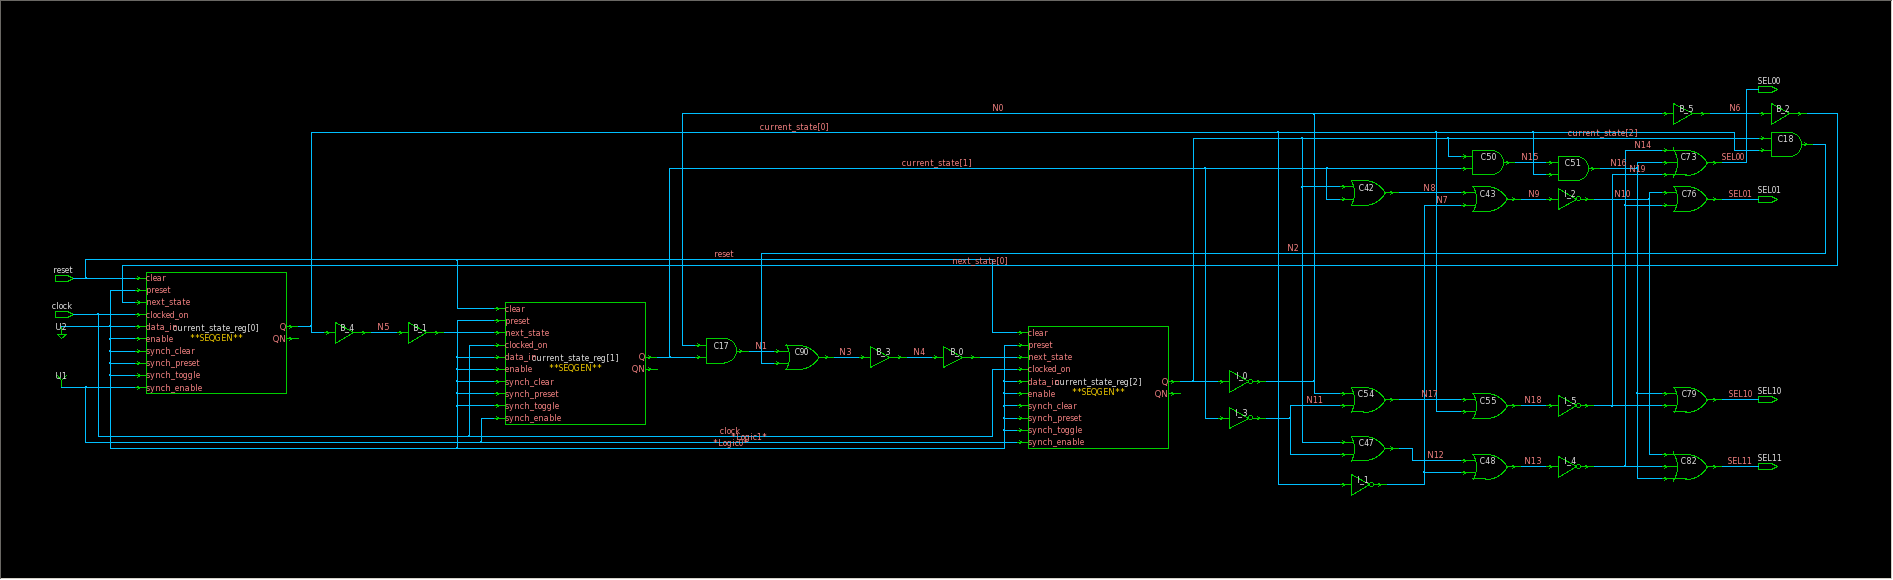 SEL00
N0
B_5
N6
B_2
current_state[0]
current_state[2]
C18
N14
C50
N15
C51
N16
C73
SEL00
N19
current_state[1]
C42
N8
C43
N9
I_2
N10
C76
SEL01
SEL01
N7
N2
reset
next_state[0]
reset
clear
preset
next_state
clock
clocked_on
U2
current_state_reg[0]
**SEQGEN**
Q
QN
enable
synch_clear
synch_preset
synch_toggle
synch_enable
U1
B_4
N5
B_1
clear
preset
next_state
clocked_on
current_state_reg[1]
**SEQGEN**
Q
QN
enable
synch_clear
synch_preset
synch_toggle
synch_enable
C17
N1
C90
N3
B_3
N4
B_0
clear
preset
next_state
clocked_on
current_state_reg[2]
**SEQGEN**
Q
QN
enable
synch_clear
synch_preset
synch_toggle
synch_enable
clock
*Logic1*
I_0
I_3
N11
C54
N17
C55
N18
I_5
C79
SEL10
SEL10
C47
N12
C48
N13
I_4
C82
SEL11
SEL11
I_1